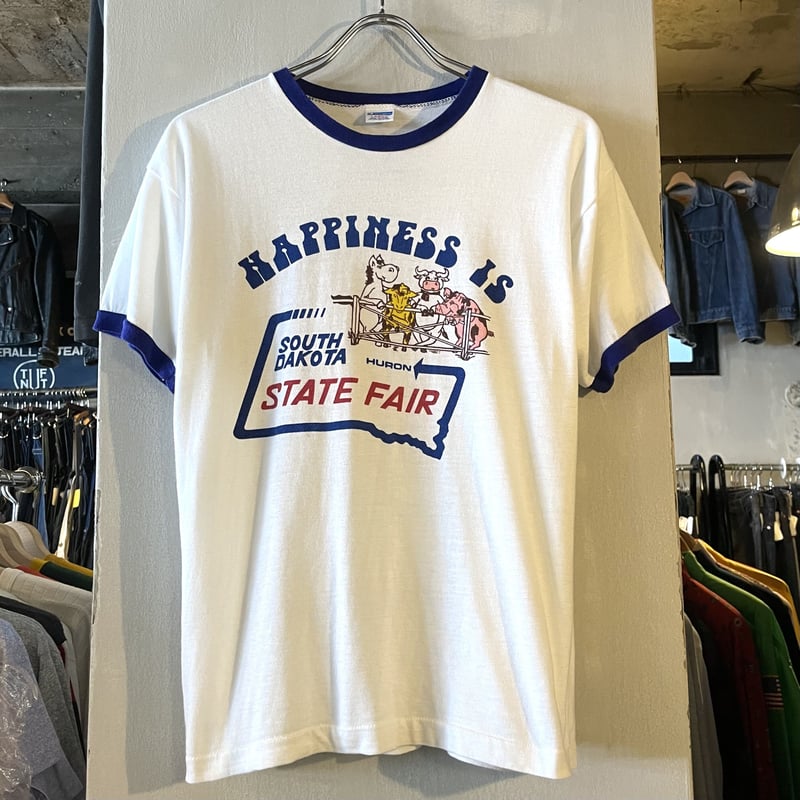 HAPPINESS IS
SOUTH
DAKOTA
HURON
STATE FAIR